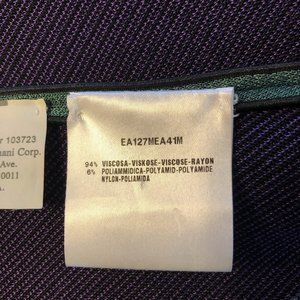 r 103723
nani Corp.
Ave.
0011
A.
EA127MEA41M
94% VISCOSA-VISKOSE-VISCOSE-RAYON
6% POLIAMMIDICA-POLYAMID-POLYAMIDE
NYLON-POLIAMIDA